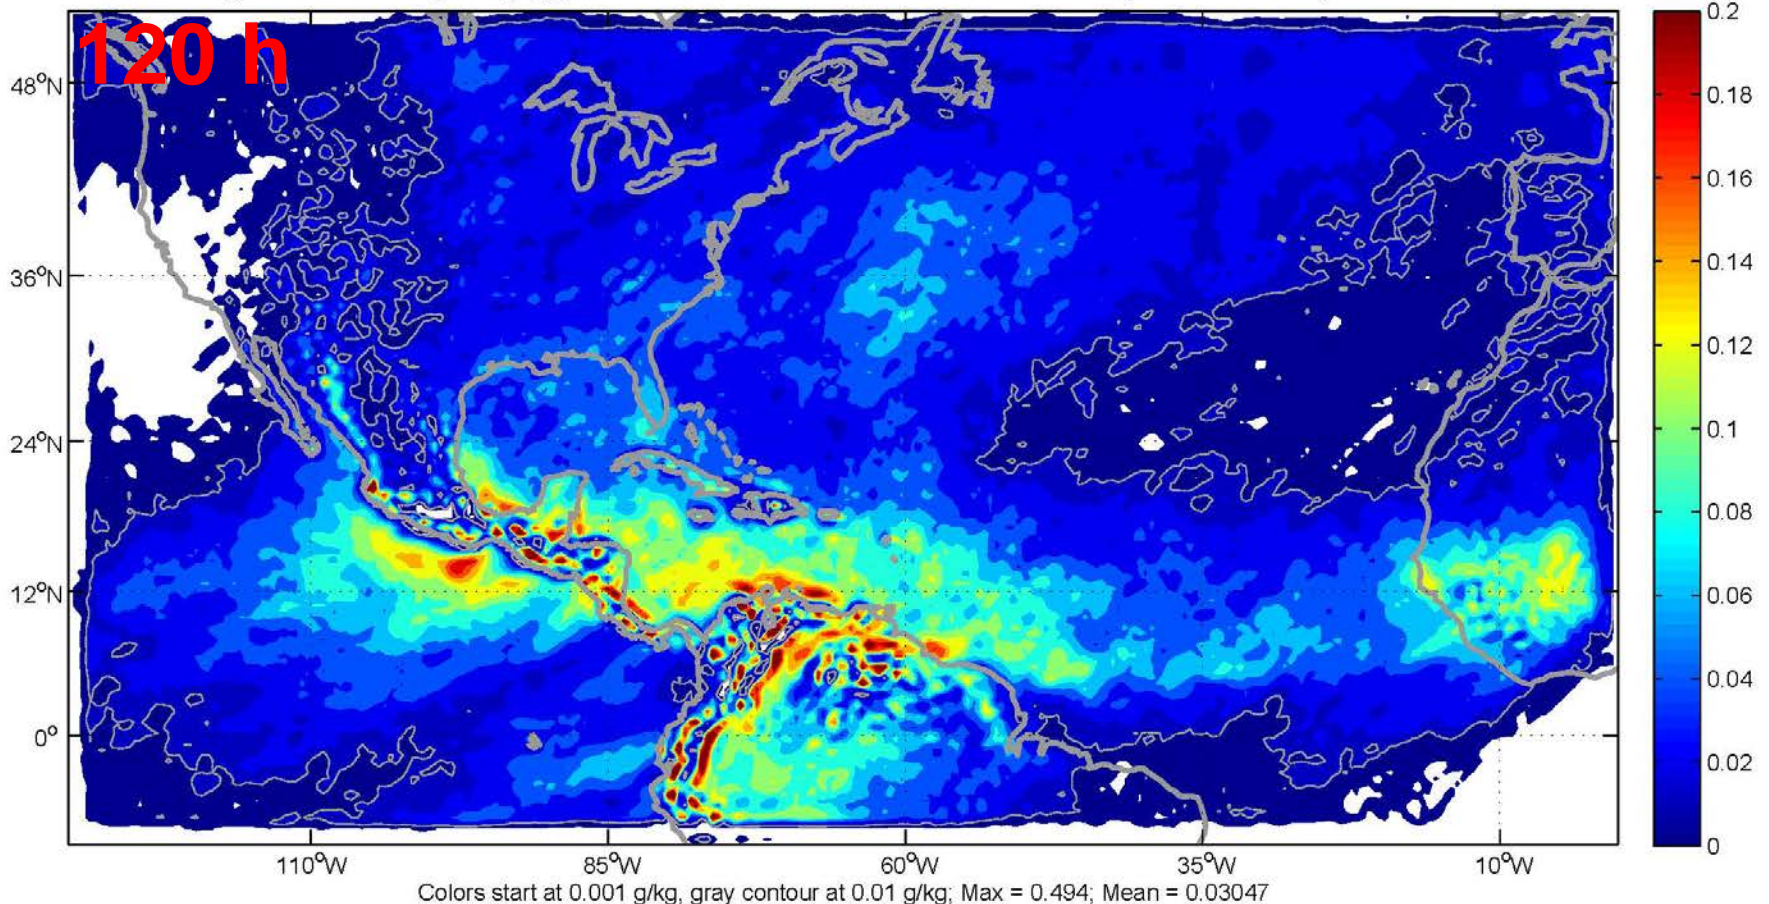 120 h
0.2
0.18
0.16
0.14
0.12
0.1
0.08
0.06
0.04
0.02
0
48°N
36°N
24°N
12°N
0°
110°W
85°W
60°W
35°W
10°W
Colors start at 0.001 g/kg, gray contour at 0.01 g/kg; Max = 0.494; Mean = 0.03047